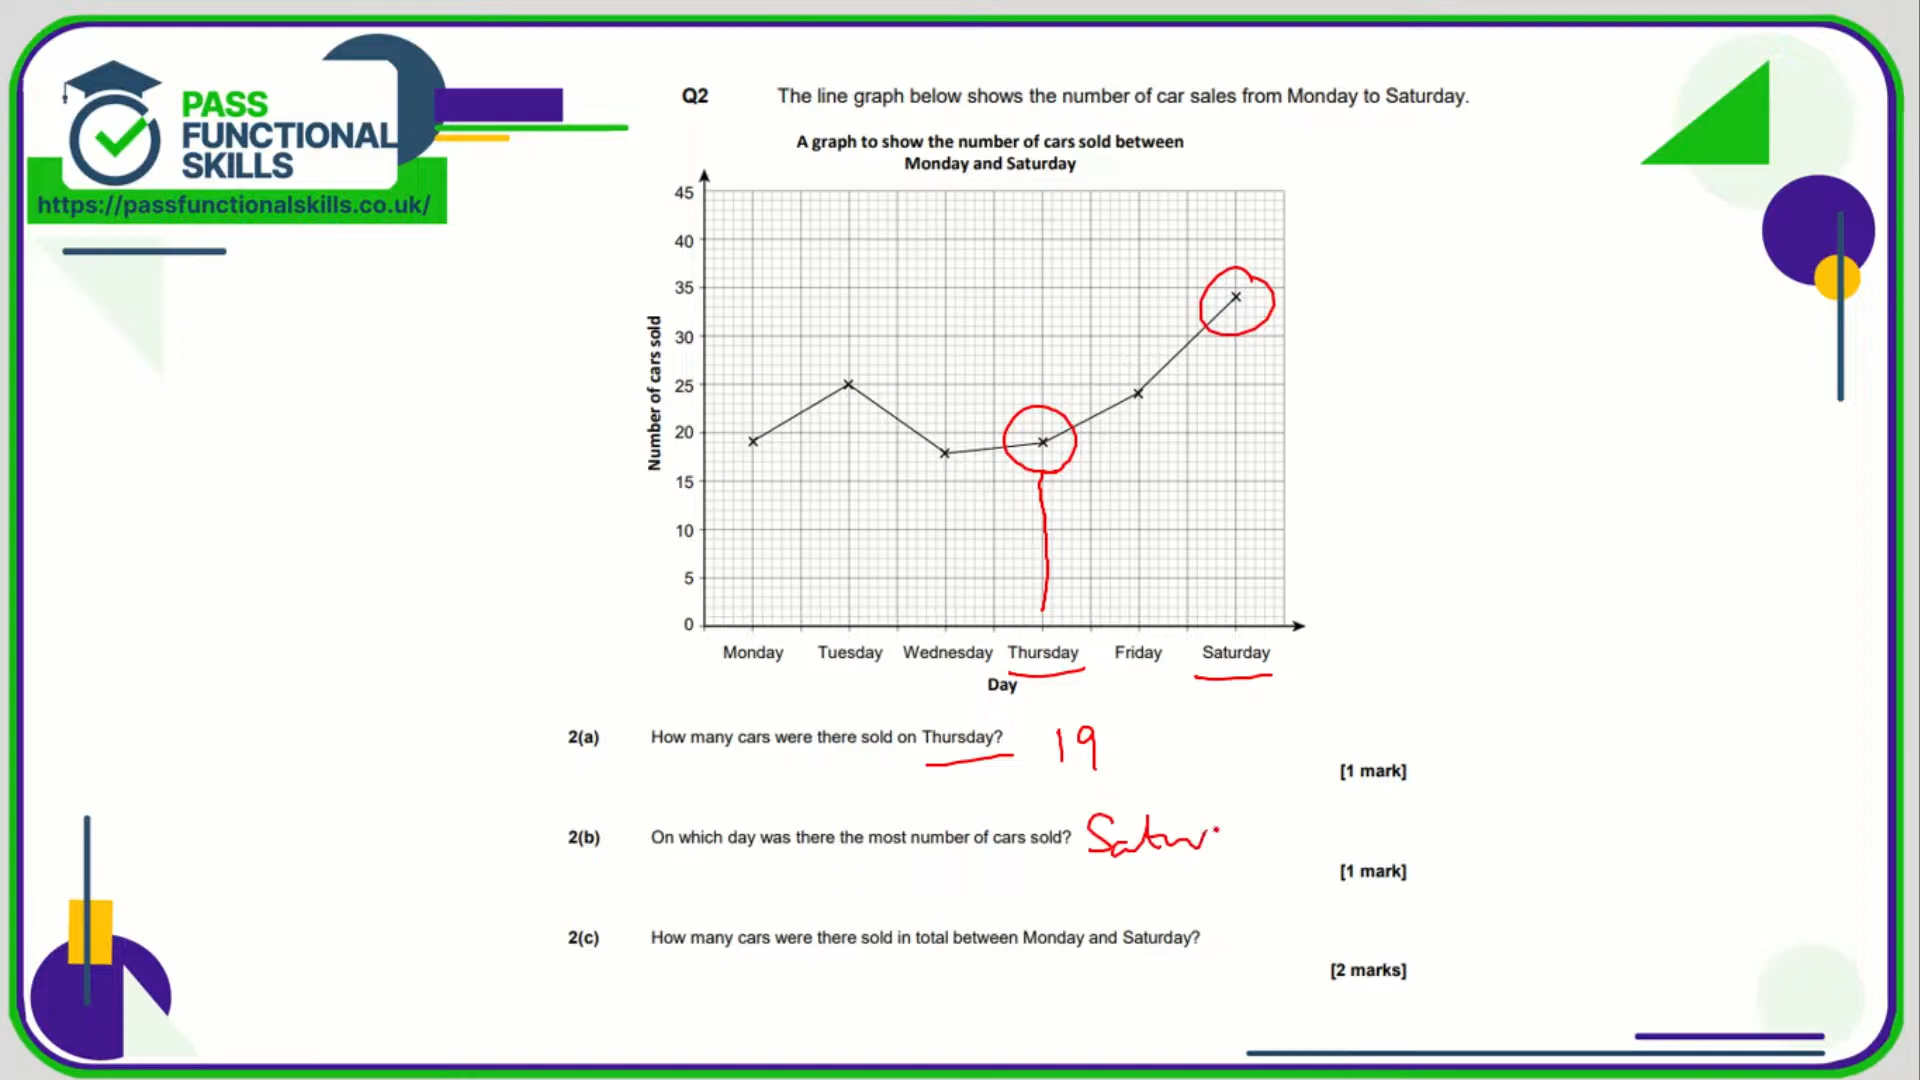 PASS
FUNCTIONAL
SKILLS
https://passfunctionalskills.co.uk/
Q2 The line graph below shows the number of car sales from Monday to Saturday.
A graph to show the number of cars sold between
Monday and Saturday
45
40
35
30
25
20
15
10
5
0
Number of cars sold
Monday Tuesday Wednesday Thursday Friday Saturday
Day
2(a) How many cars were there sold on Thursday? 19
[1 mark]
2(b) On which day was there the most number of cars sold? Satur
[1 mark]
2(c) How many cars were there sold in total between Monday and Saturday?
[2 marks]